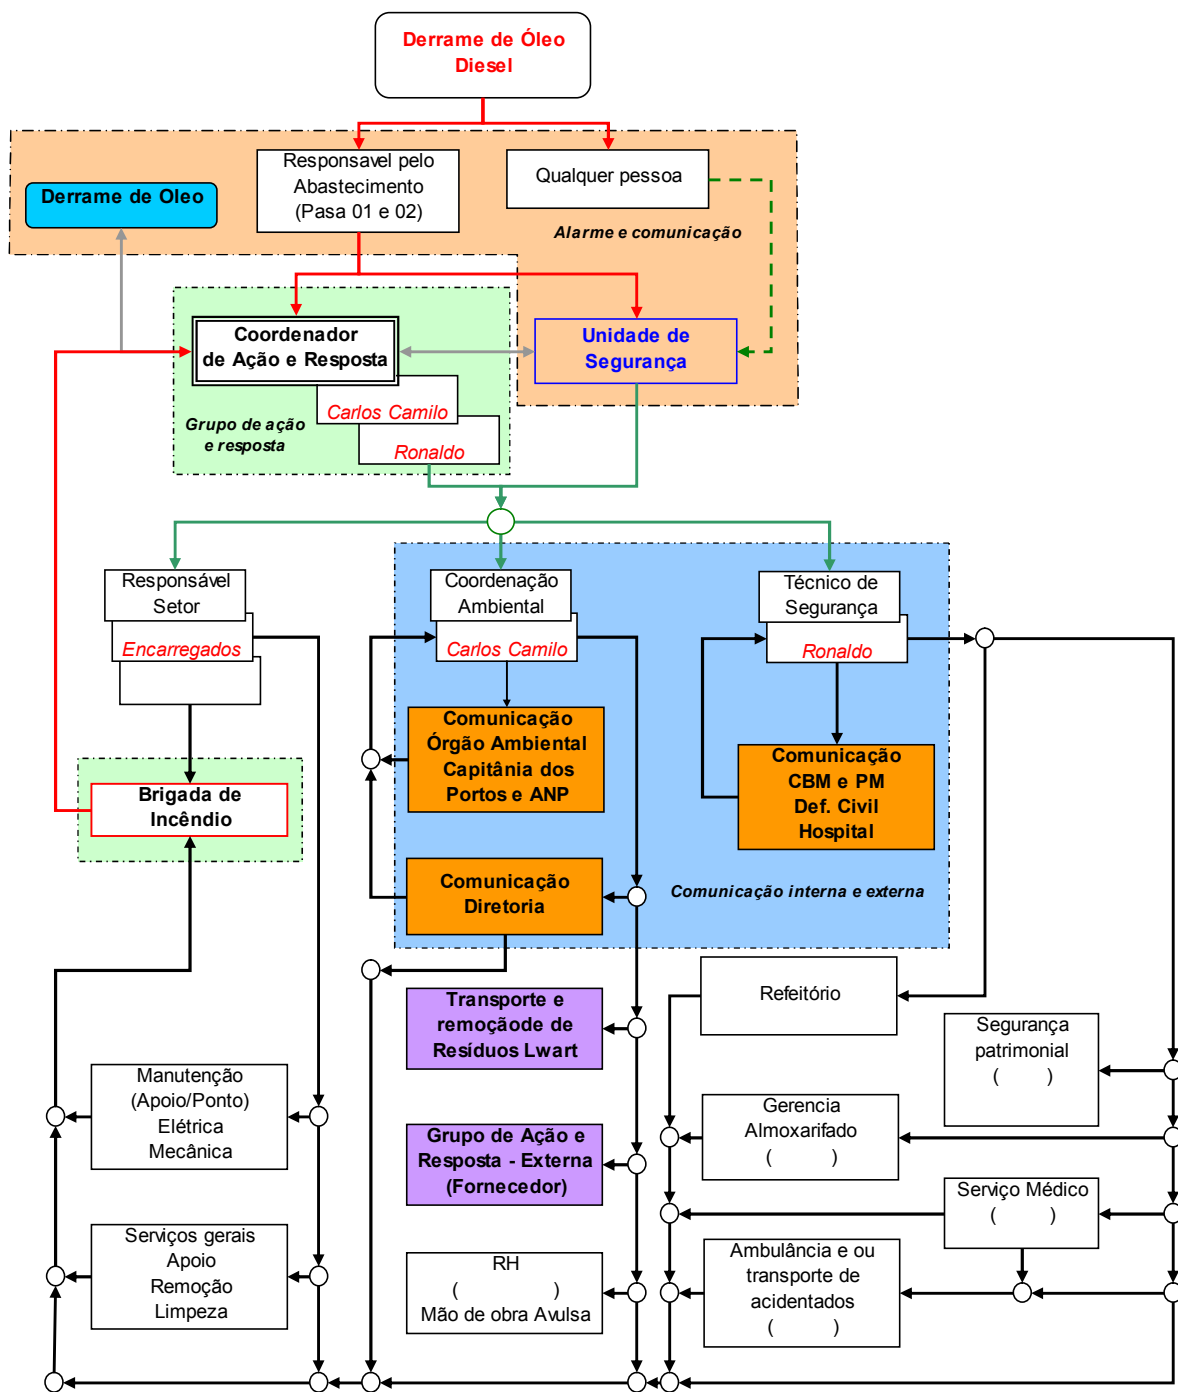 Derrame de Óleo
Diesel
Responsavel pelo
Abastecimento
(Pasa 01 e 02)
Qualquer pessoa
Derrame de Oleo
Alarme e comunicação
Coordenador
de Ação e Resposta
Unidade de
Segurança
Carlos Camilo
Grupo de ação
e resposta
Ronaldo
Responsável
Setor
Encarregados
Coordenação
Ambiental
Carlos Camilo
Técnico de
Segurança
Ronaldo
Comunicação
Órgão Ambiental
Capitânia dos
Portos e ANP
Comunicação
CBM e PM
Def. Civil
Hospital
Brigada de
Incêndio
Comunicação
Diretoria
Comunicação interna e externa
Transporte e
remoçãode de
Resíduos Lwart
Refeitório
Segurança
patrimonial
( )
Manutenção
(Apoio/Ponto)
Elétrica
Mecânica
Gerencia
Almoxarifado
( )
Grupo de Ação e
Resposta - Externa
(Fornecedor)
Serviço Médico
( )
Serviços gerais
Apoio
Remoção
Limpeza
RH
( )
Mão de obra Avulsa
Ambulância e ou
transporte de
acidentados
( )